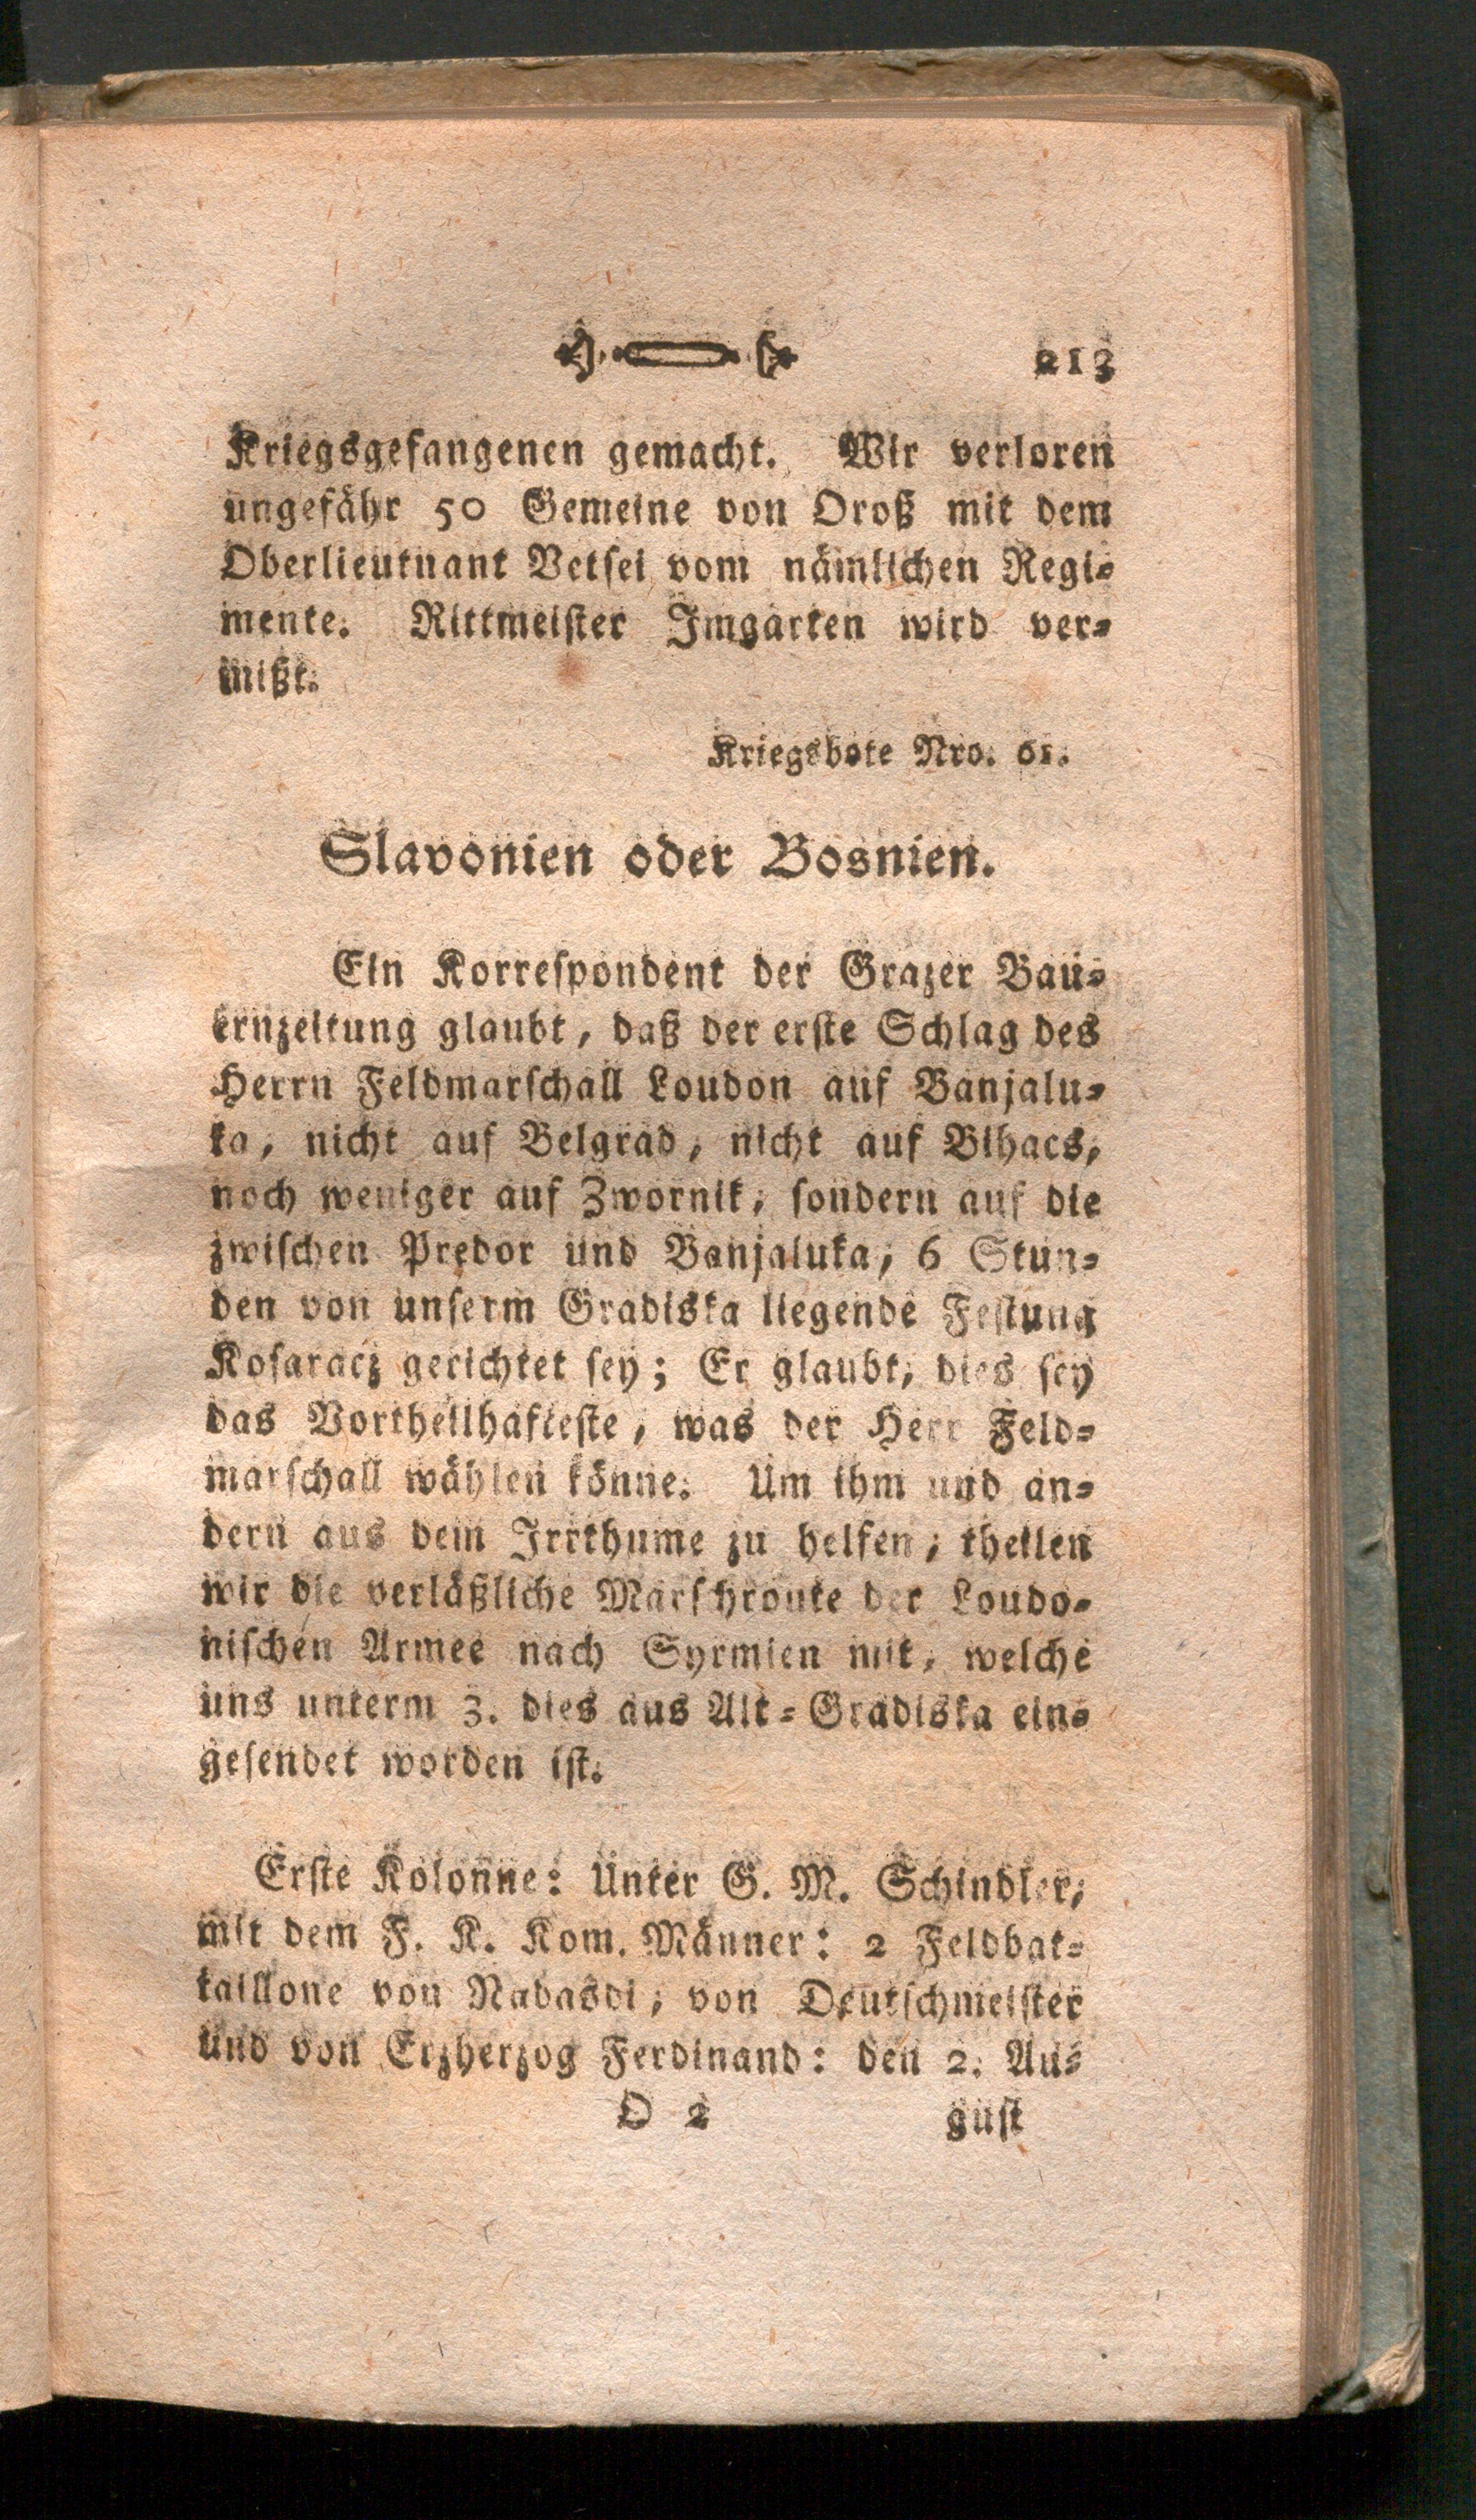 213
Kriegsgefangenen gemacht. Wir verloren
ungefähr 50 Gemeine von Oroß mit dem
Oberlieutnant Vetsei vom nämlichen Regi-
mente. Rittmeister Imgarten wird ver-
mißt.
Kriegsbote Nro. 61.
Slavonien oder Bosnien.
Ein Korrespondent der Grazer Bau-
ernzeitung glaubt, daß der erste Schlag des
Herrn Feldmarschall Loudon auf Banjalu-
ka, nicht auf Belgrad, nicht auf Bihacs,
noch weniger auf Zwornik, sondern auf die
zwischen Predor und Banjaluka, 6 Stun-
den von unserm Gradiska liegende Festung
Kosaracz gerichtet sey; Er glaubt, dies sey
das Vortheilhafteste, was der Herr Feld-
marschall wählen könne. Um ihm und an-
dern aus dem Irrthume zu helfen, theilen
wir die verläßliche Marschroute der Loudo-
nischen Armee nach Syrmien mit, welche
uns unterm 3. dies aus Alt-Gradiska ein-
gesendet worden ist.
Erste Kolonne: Unter G. M. Schindler,
mit dem F. K. Kom. Männer: 2 Feldbat-
taillone von Nadasdi, von Deutschmeister
und von Erzherzog Ferdinand: den 2. Au-
O 2 gust